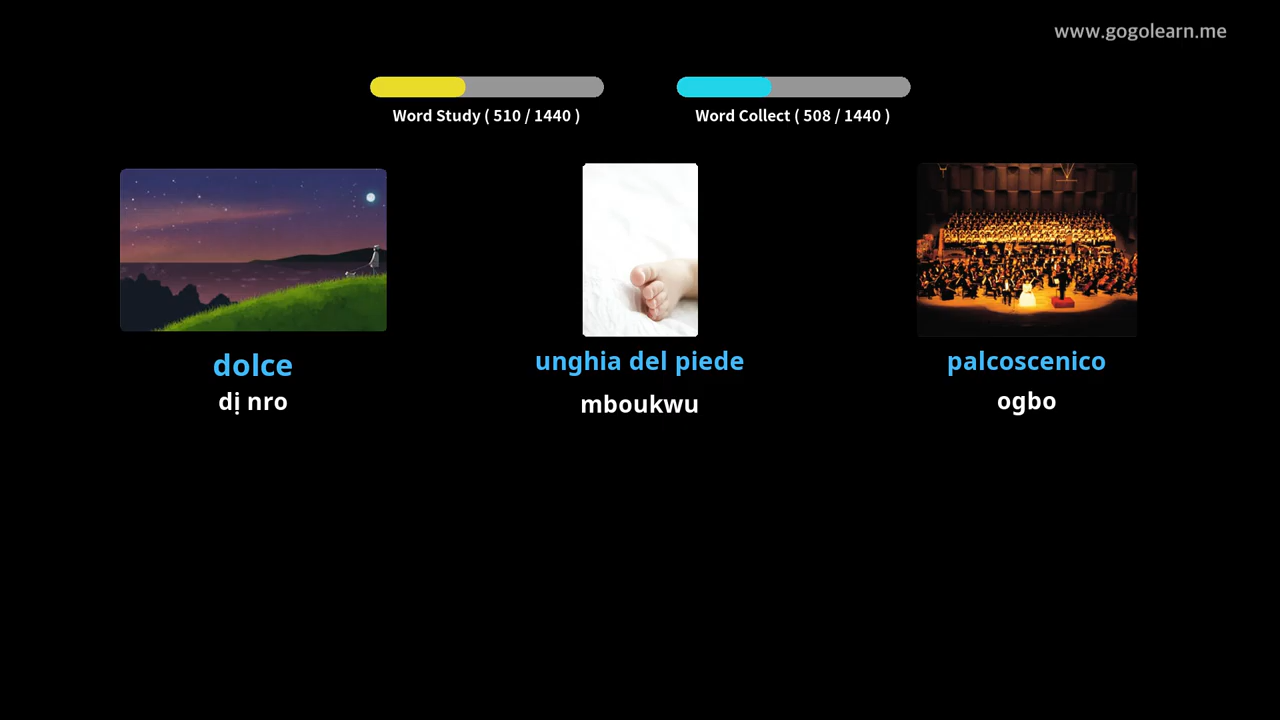 www.gogolearn.me
Word Study ( 510 / 1440 )
Word Collect ( 508 / 1440 )
dolce
dị nro
unghia del piede
mboukwu
palcoscenico
ogbo